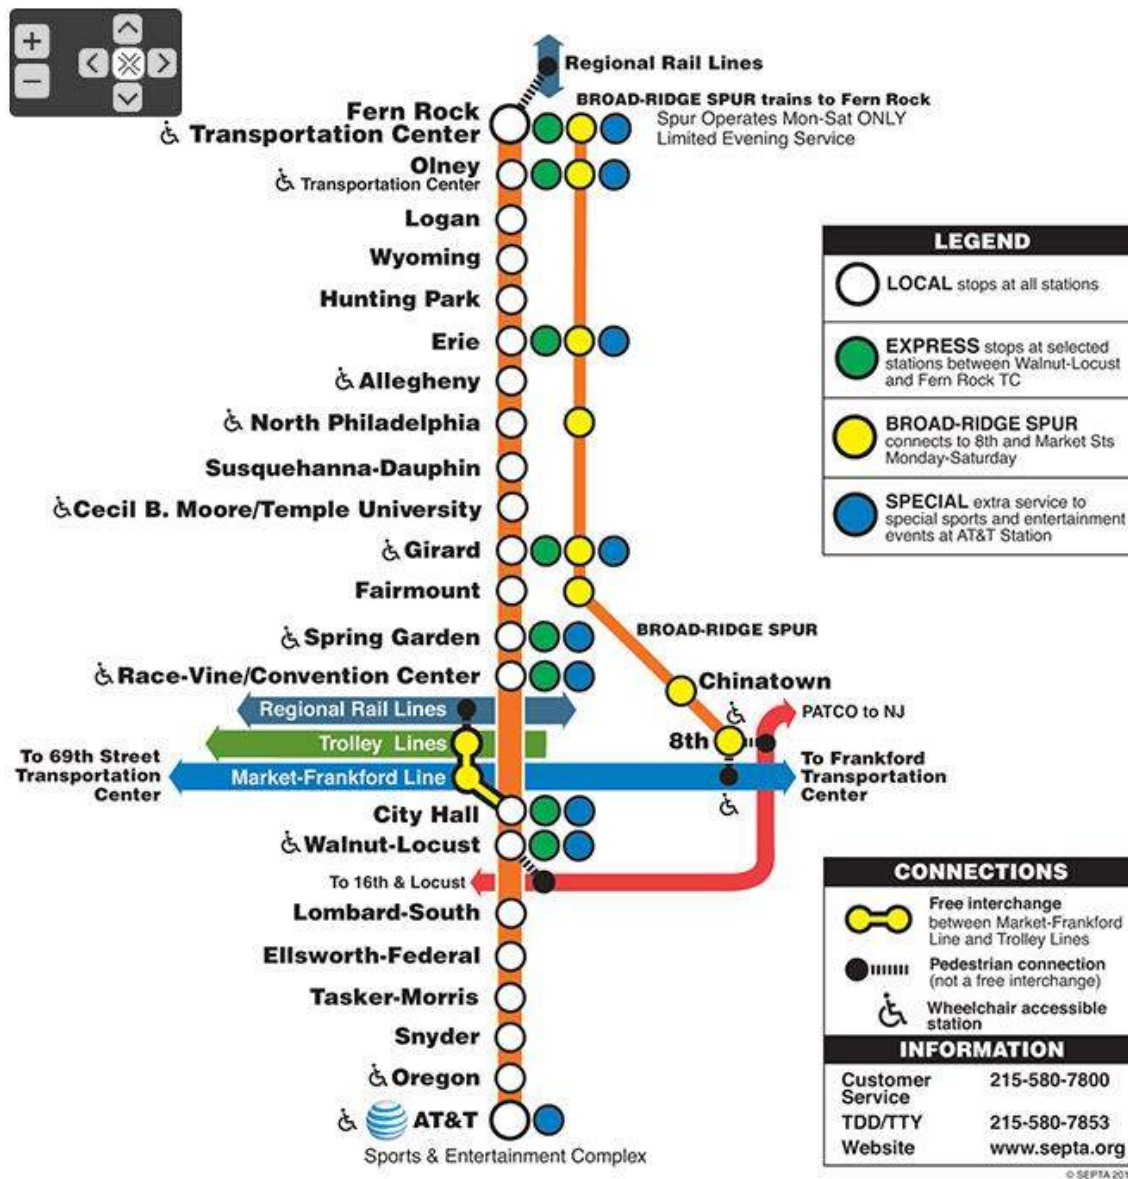 Regional Rail Lines
BROAD-RIDGE SPUR trains to Fern Rock
Spur Operates Mon-Sat ONLY
Limited Evening Service
Fern Rock
Transportation Center
Olney
Transportation Center
Logan
Wyoming
Hunting Park
Erie
Allegheny
North Philadelphia
Susquehanna-Dauphin
Cecil B. Moore/Temple University
Girard
Fairmount
BROAD-RIDGE SPUR
Spring Garden
Race-Vine/Convention Center
Chinatown
Regional Rail Lines
PATCO to NJ
Trolley Lines
8th
To 69th Street
Transportation
Center
Market-Frankford Line
To Frankford
Transportation
Center
City Hall
Walnut-Locust
To 16th & Locust
Lombard-South
Ellsworth-Federal
Tasker-Morris
Snyder
Oregon
AT&T
Sports & Entertainment Complex
LEGEND
LOCAL stops at all stations
EXPRESS stops at selected
stations between Walnut-Locust
and Fern Rock TC
BROAD-RIDGE SPUR
connects to 8th and Market Sts
Monday-Saturday
SPECIAL extra service to
special sports and entertainment
events at AT&T Station
CONNECTIONS
Free interchange
between Market-Frankford
Line and Trolley Lines
Pedestrian connection
(not a free interchange)
Wheelchair accessible
station
INFORMATION
Customer Service 215-580-7800
TDD/TTY 215-580-7853
Website www.septa.org
© SEPTA 201